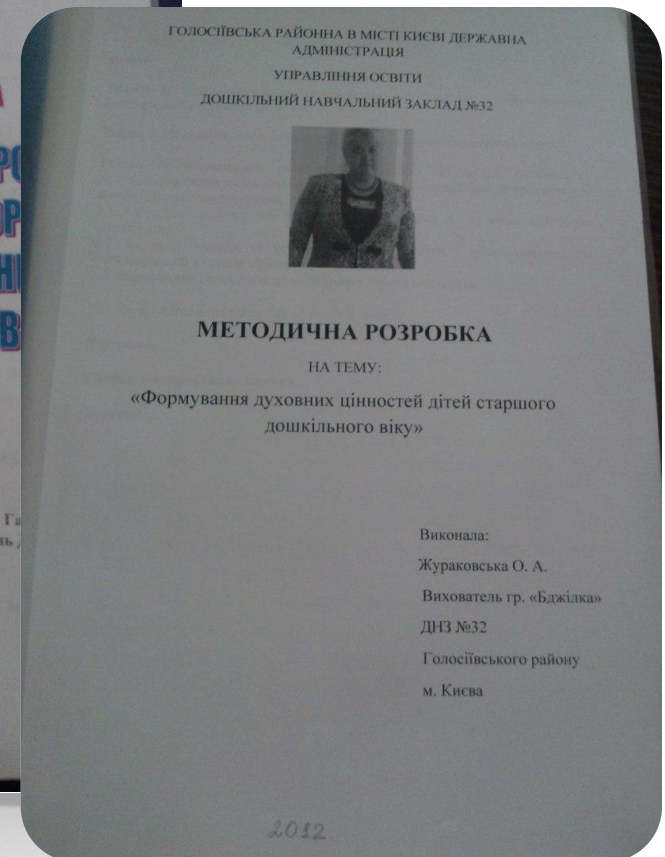 ГОЛОСІЇВСЬКА РАЙОННА В МІСТІ КИЄВІ ДЕРЖАВНА
АДМІНІСТРАЦІЯ
УПРАВЛІННЯ ОСВІТИ
ДОШКІЛЬНИЙ НАВЧАЛЬНИЙ ЗАКЛАД №32
МЕТОДИЧНА РОЗРОБКА
НА ТЕМУ:
«Формування духовних цінностей дітей старшого
дошкільного віку»
Виконала:
Жураковська О. А.
Вихователь гр. «Бджілка»
ДНЗ №32
Голосіївського району
м. Києва
2012